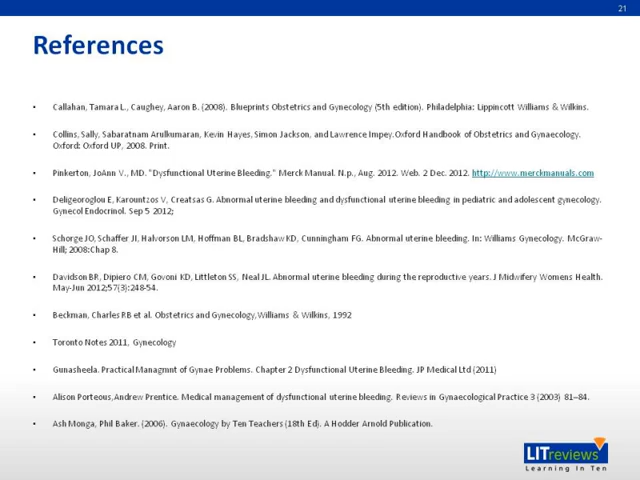 21
References
• Callahan, Tamara L., Caughey, Aaron B. (2008). Blueprints Obstetrics and Gynecology (5th edition). Philadelphia: Lippincott Williams & Wilkins.
• Collins, Sally, Sabaratnam Arulkumaran, Kevin Hayes, Simon Jackson, and Lawrence Impey.Oxford Handbook of Obstetrics and Gynaecology.
Oxford: Oxford UP, 2008. Print.
• Pinkerton, JoAnn V., MD. "Dysfunctional Uterine Bleeding." Merck Manual. N.p., Aug. 2012. Web. 2 Dec. 2012. http://www.merckmanuals.com
• Deligeoroglou E, Karountzos V, Creatsas G. Abnormal uterine bleeding and dysfunctional uterine bleeding in pediatric and adolescent gynecology.
Gynecol Endocrinol. Sep 5 2012;
• Schorge JO, Schaffer JI, Halvorson LM, Hoffman BL, Bradshaw KD, Cunningham FG. Abnormal uterine bleeding. In: Williams Gynecology. McGraw-
Hill; 2008:Chap 8.
• Davidson BR, Dipiero CM, Govoni KD, Littleton SS, Neal JL. Abnormal uterine bleeding during the reproductive years. J Midwifery Womens Health.
May-Jun 2012;57(3):248-54.
• Beckman, Charles RB et al. Obstetrics and Gynecology,Williams & Wilkins, 1992
• Toronto Notes 2011, Gynecology
• Gunasheela. Practical Managmnt of Gynae Problems. Chapter 2 Dysfunctional Uterine Bleeding. JP Medical Ltd (2011)
• Alison Porteous,Andrew Prentice. Medical management of dysfunctional uterine bleeding. Reviews in Gynaecological Practice 3 (2003) 81–84.
• Ash Monga, Phil Baker. (2006). Gynaecology by Ten Teachers (18th Ed). A Hodder Arnold Publication.
LITreviews
Learning In Ten